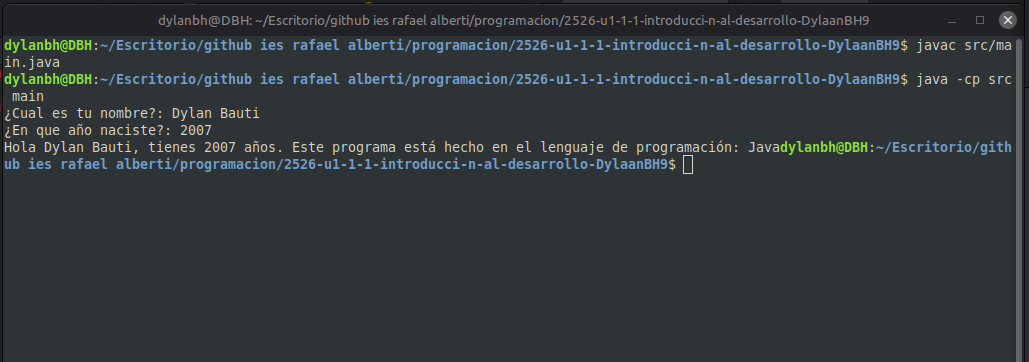 dylanbh@DBH: ~/Escritorio/github ies rafael alberti/programacion/2526-u1-1-1-introducci-n-al-desarrollo-DylaanBH9
dylanbh@DBH:~/Escritorio/github ies rafael alberti/programacion/2526-u1-1-1-introducci-n-al-desarrollo-DylaanBH9$ javac src/ma
in.java
dylanbh@DBH:~/Escritorio/github ies rafael alberti/programacion/2526-u1-1-1-introducci-n-al-desarrollo-DylaanBH9$ java -cp src
 main
¿Cual es tu nombre?: Dylan Bauti
¿En que año naciste?: 2007
Hola Dylan Bauti, tienes 2007 años. Este programa está hecho en el lenguaje de programación: Javadylanbh@DBH:~/Escritorio/gith
ub ies rafael alberti/programacion/2526-u1-1-1-introducci-n-al-desarrollo-DylaanBH9$